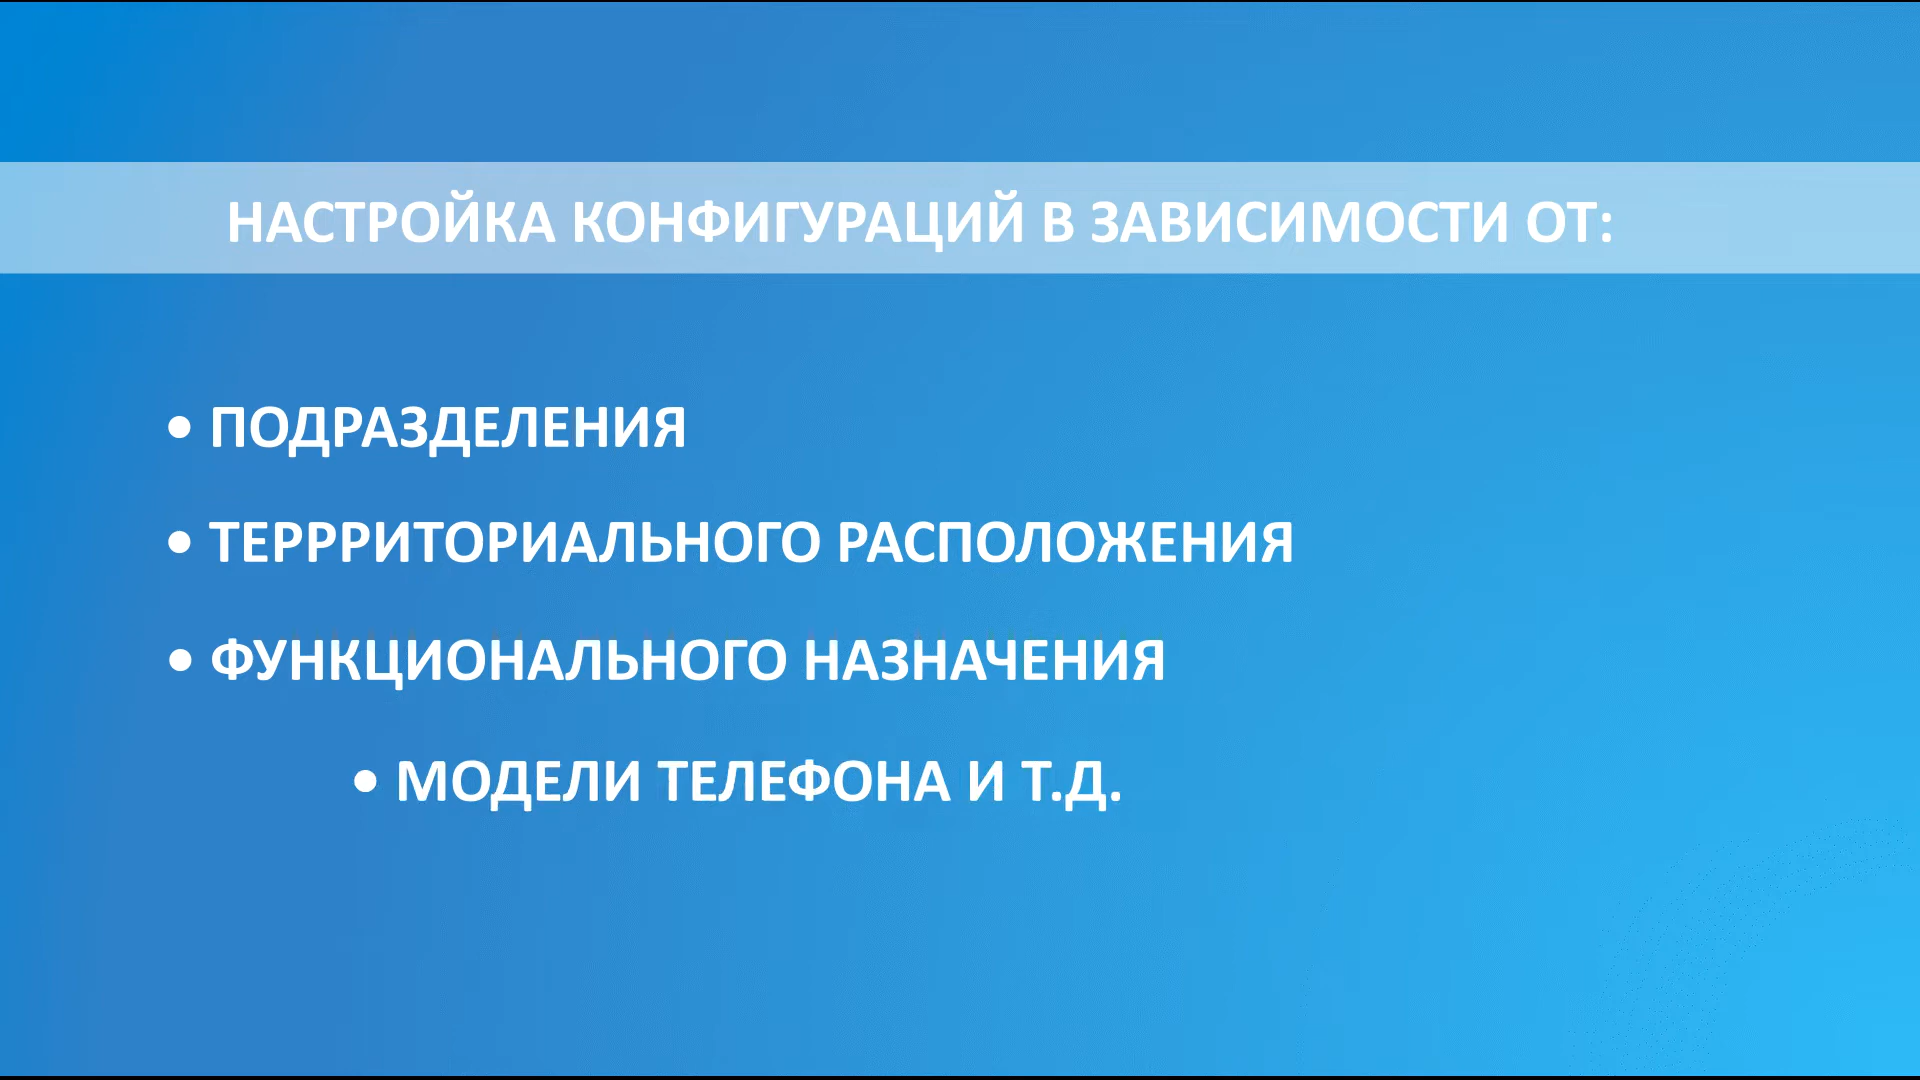 НАСТРОЙКА КОНФИГУРАЦИЙ В ЗАВИСИМОСТИ ОТ:
• ПОДРАЗДЕЛЕНИЯ
• ТЕРРРИТОРИАЛЬНОГО РАСПОЛОЖЕНИЯ
• ФУНКЦИОНАЛЬНОГО НАЗНАЧЕНИЯ
• МОДЕЛИ ТЕЛЕФОНА И Т.Д.